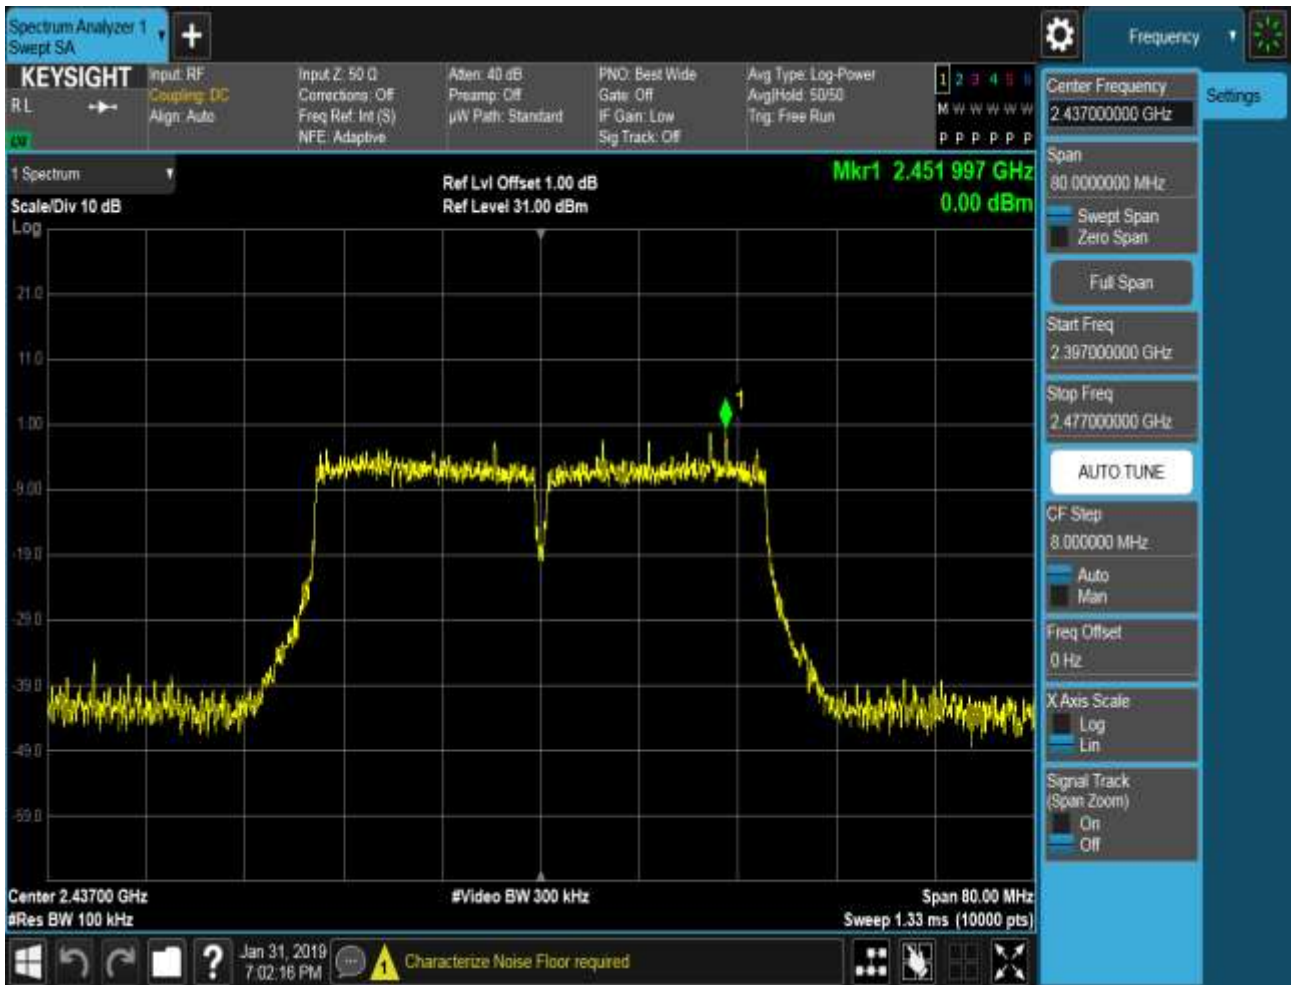 Spectrum Analyzer 1
Swept SA
Frequency
KEYSIGHT
R L
Input: RF
Coupling: DC
Align: Auto
Input Z: 50 Ω
Corrections: Off
Freq Ref: Int (S)
NFE: Adaptive
Atten: 40 dB
Preamp: Off
µW Path: Standard
PNO: Best Wide
Gate: Off
IF Gain: Low
Sig Track: Off
Avg Type: Log-Power
Avg|Hold: 50/50
Trig: Free Run
1 2 3 4 5 6
M W W W W W
P P P P P P
1 Spectrum
Scale/Div 10 dB
Log
Ref Lvl Offset 1.00 dB
Ref Level 31.00 dBm
Mkr1 2.451 997 GHz
0.00 dBm
21.0
11.0
1.00
-9.00
-19.0
-29.0
-39.0
-49.0
-59.0
1
Center 2.43700 GHz
#Res BW 100 kHz
#Video BW 300 kHz
Span 80.00 MHz
Sweep 1.33 ms (10000 pts)
Center Frequency
2.437000000 GHz
Settings
Span
80.0000000 MHz
Swept Span
Zero Span
Full Span
Start Freq
2.397000000 GHz
Stop Freq
2.477000000 GHz
AUTO TUNE
CF Step
8.000000 MHz
Auto
Man
Freq Offset
0 Hz
X Axis Scale
Log
Lin
Signal Track
(Span Zoom)
On
Off
?
Jan 31, 2019
7:02:16 PM
1
Characterize Noise Floor required